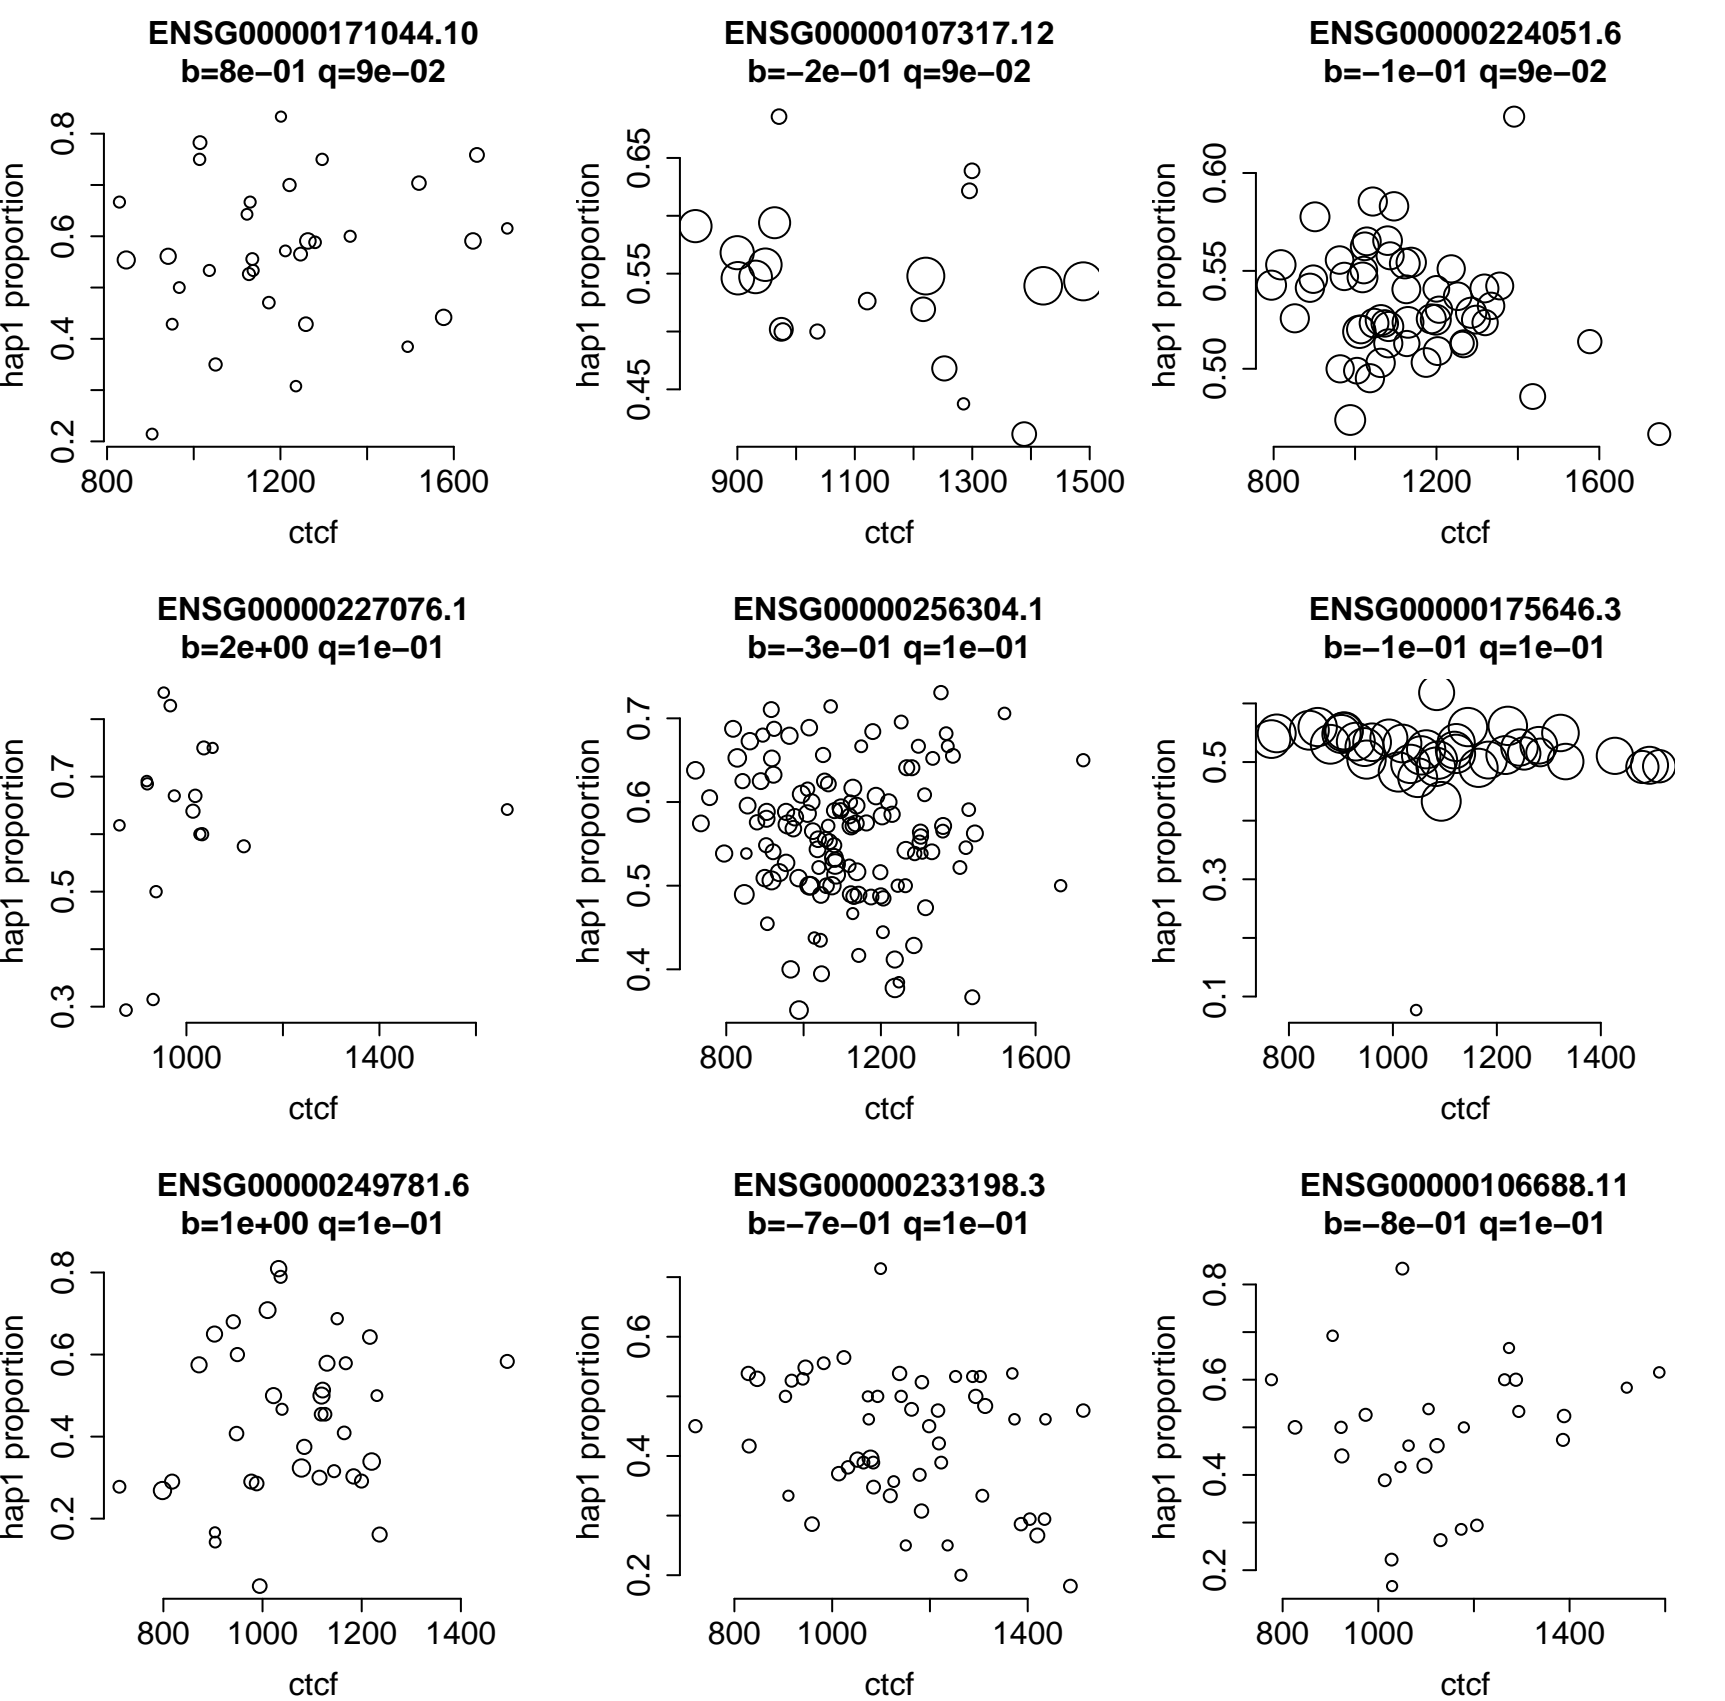 ENSG00000171044.10
b=8e−01 q=9e−02
hap1 proportion
0.2 0.4 0.6 0.8
800 1200 1600
ctcf
ENSG00000107317.12
b=−2e−01 q=9e−02
hap1 proportion
0.45 0.55 0.65
900 1100 1300 1500
ctcf
ENSG00000224051.6
b=−1e−01 q=9e−02
hap1 proportion
0.50 0.55 0.60
800 1200 1600
ctcf
ENSG00000227076.1
b=2e+00 q=1e−01
hap1 proportion
0.3 0.5 0.7
1000 1400
ctcf
ENSG00000256304.1
b=−3e−01 q=1e−01
hap1 proportion
0.4 0.5 0.6 0.7
800 1200 1600
ctcf
ENSG00000175646.3
b=−1e−01 q=1e−01
hap1 proportion
0.1 0.3 0.5
800 1000 1200 1400
ctcf
ENSG00000249781.6
b=1e+00 q=1e−01
hap1 proportion
0.2 0.4 0.6 0.8
800 1000 1200 1400
ctcf
ENSG00000233198.3
b=−7e−01 q=1e−01
hap1 proportion
0.2 0.4 0.6
800 1000 1400
ctcf
ENSG00000106688.11
b=−8e−01 q=1e−01
hap1 proportion
0.2 0.4 0.6 0.8
800 1000 1400
ctcf